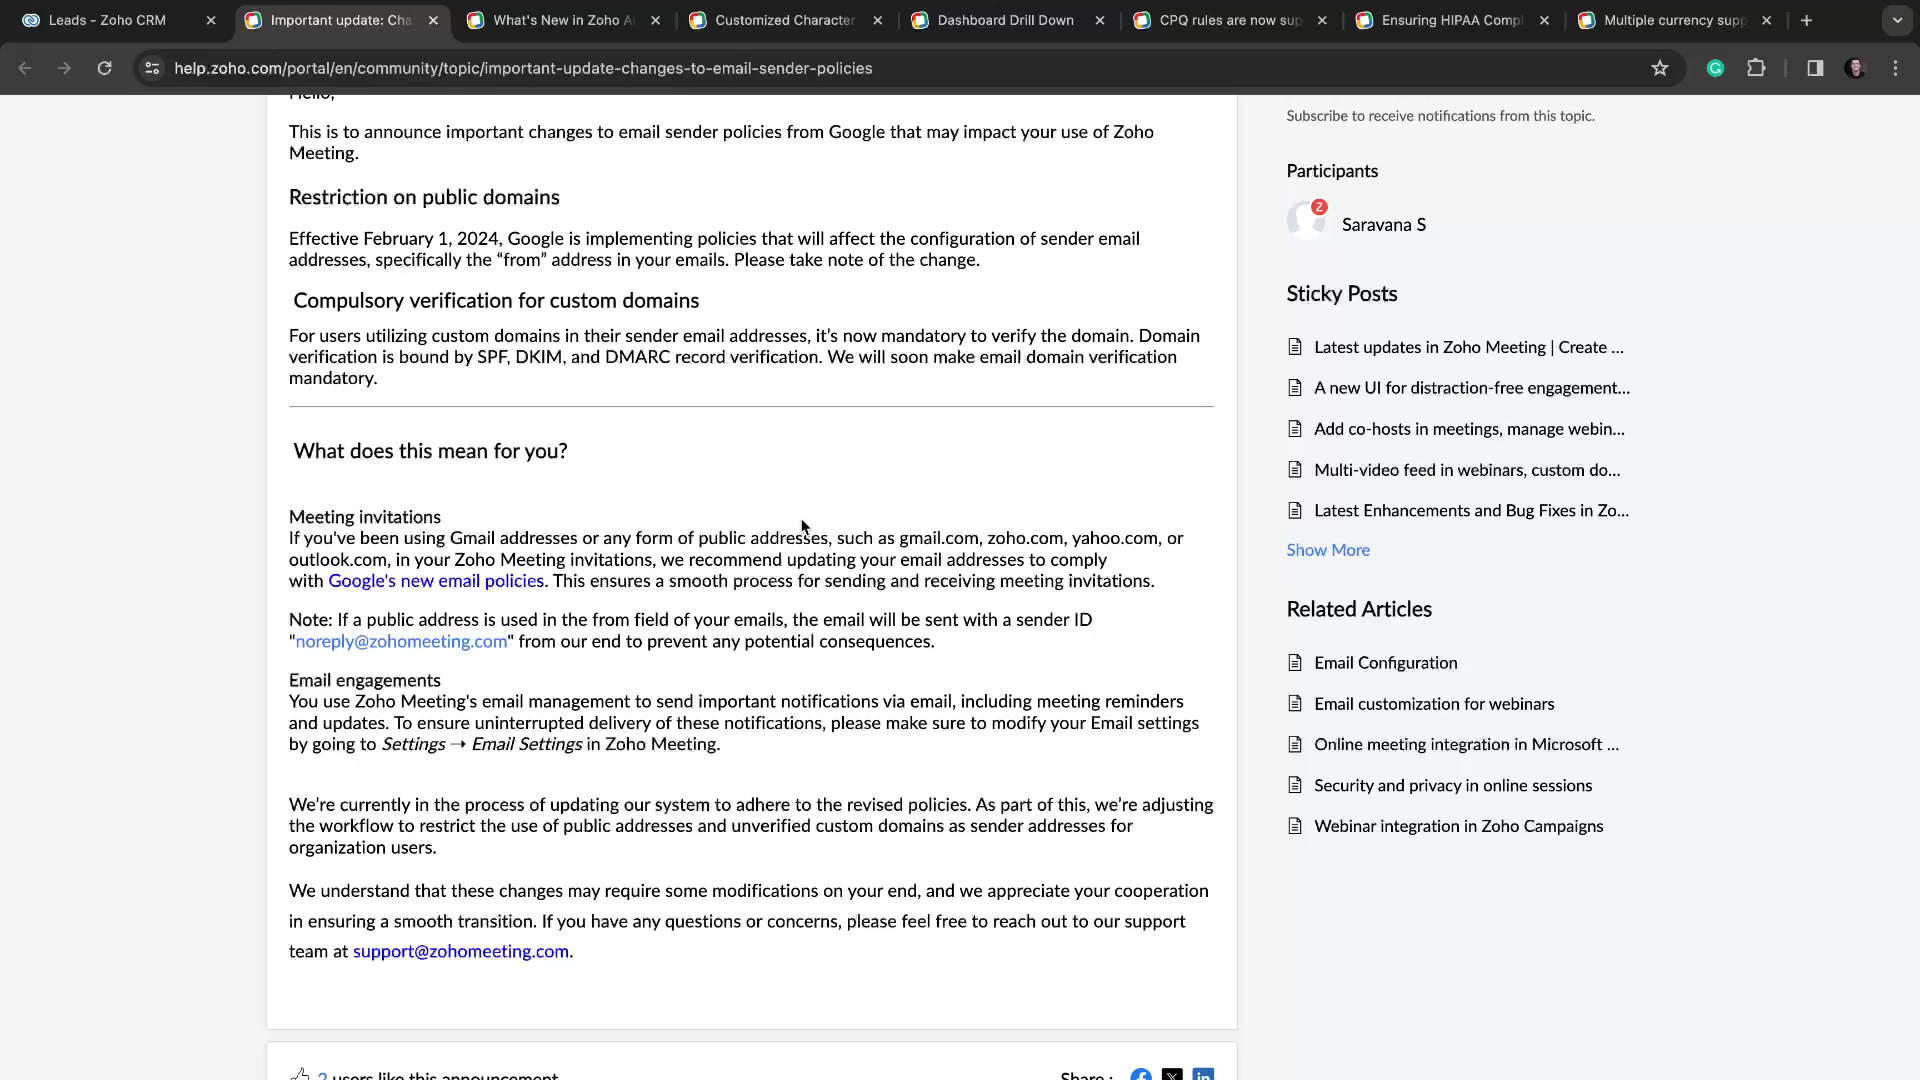 Leads - Zoho CRM
Important update: Cha
What's New in Zoho A
Customized Character
Dashboard Drill Down
CPQ rules are now sup
Ensuring HIPAA Compl
Multiple currency supp
help.zoho.com/portal/en/community/topic/important-update-changes-to-email-sender-policies
Hello,
This is to announce important changes to email sender policies from Google that may impact your use of Zoho
Meeting.
Restriction on public domains
Effective February 1, 2024, Google is implementing policies that will affect the configuration of sender email
addresses, specifically the “from” address in your emails. Please take note of the change.
Compulsory verification for custom domains
For users utilizing custom domains in their sender email addresses, it’s now mandatory to verify the domain. Domain
verification is bound by SPF, DKIM, and DMARC record verification. We will soon make email domain verification
mandatory.
What does this mean for you?
Meeting invitations
If you've been using Gmail addresses or any form of public addresses, such as gmail.com, zoho.com, yahoo.com, or
outlook.com, in your Zoho Meeting invitations, we recommend updating your email addresses to comply
with Google's new email policies. This ensures a smooth process for sending and receiving meeting invitations.
Note: If a public address is used in the from field of your emails, the email will be sent with a sender ID
"noreply@zohomeeting.com" from our end to prevent any potential consequences.
Email engagements
You use Zoho Meeting's email management to send important notifications via email, including meeting reminders
and updates. To ensure uninterrupted delivery of these notifications, please make sure to modify your Email settings
by going to Settings → Email Settings in Zoho Meeting.
We’re currently in the process of updating our system to adhere to the revised policies. As part of this, we’re adjusting
the workflow to restrict the use of public addresses and unverified custom domains as sender addresses for
organization users.
We understand that these changes may require some modifications on your end, and we appreciate your cooperation
in ensuring a smooth transition. If you have any questions or concerns, please feel free to reach out to our support
team at support@zohomeeting.com.
2 users like this announcement
Share :
Subscribe to receive notifications from this topic.
Participants
Saravana S
Sticky Posts
Latest updates in Zoho Meeting | Create ...
A new UI for distraction-free engagement...
Add co-hosts in meetings, manage webin...
Multi-video feed in webinars, custom do...
Latest Enhancements and Bug Fixes in Zo...
Show More
Related Articles
Email Configuration
Email customization for webinars
Online meeting integration in Microsoft ...
Security and privacy in online sessions
Webinar integration in Zoho Campaigns